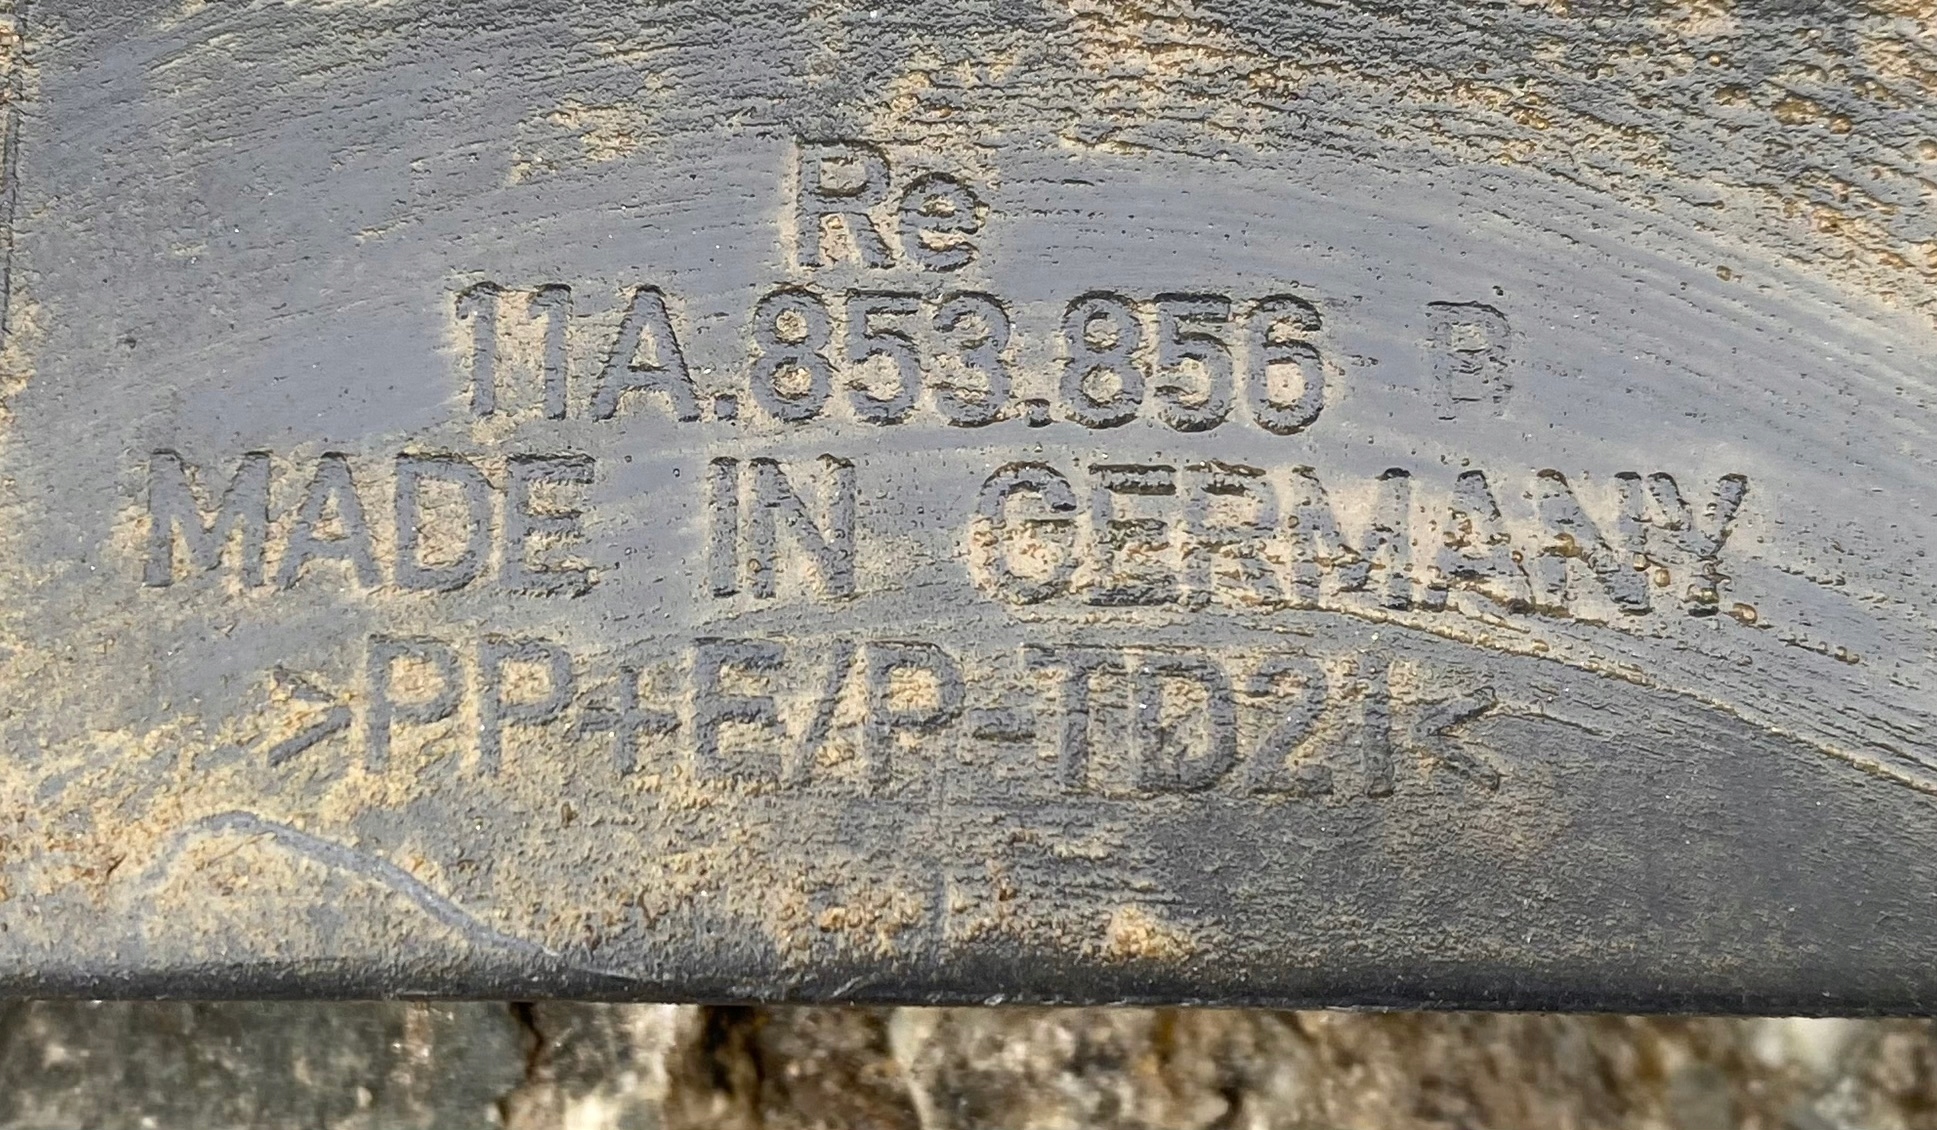 Re
11A.853.856 B
MADE IN GERMANY
>PP+E/P-TD21<